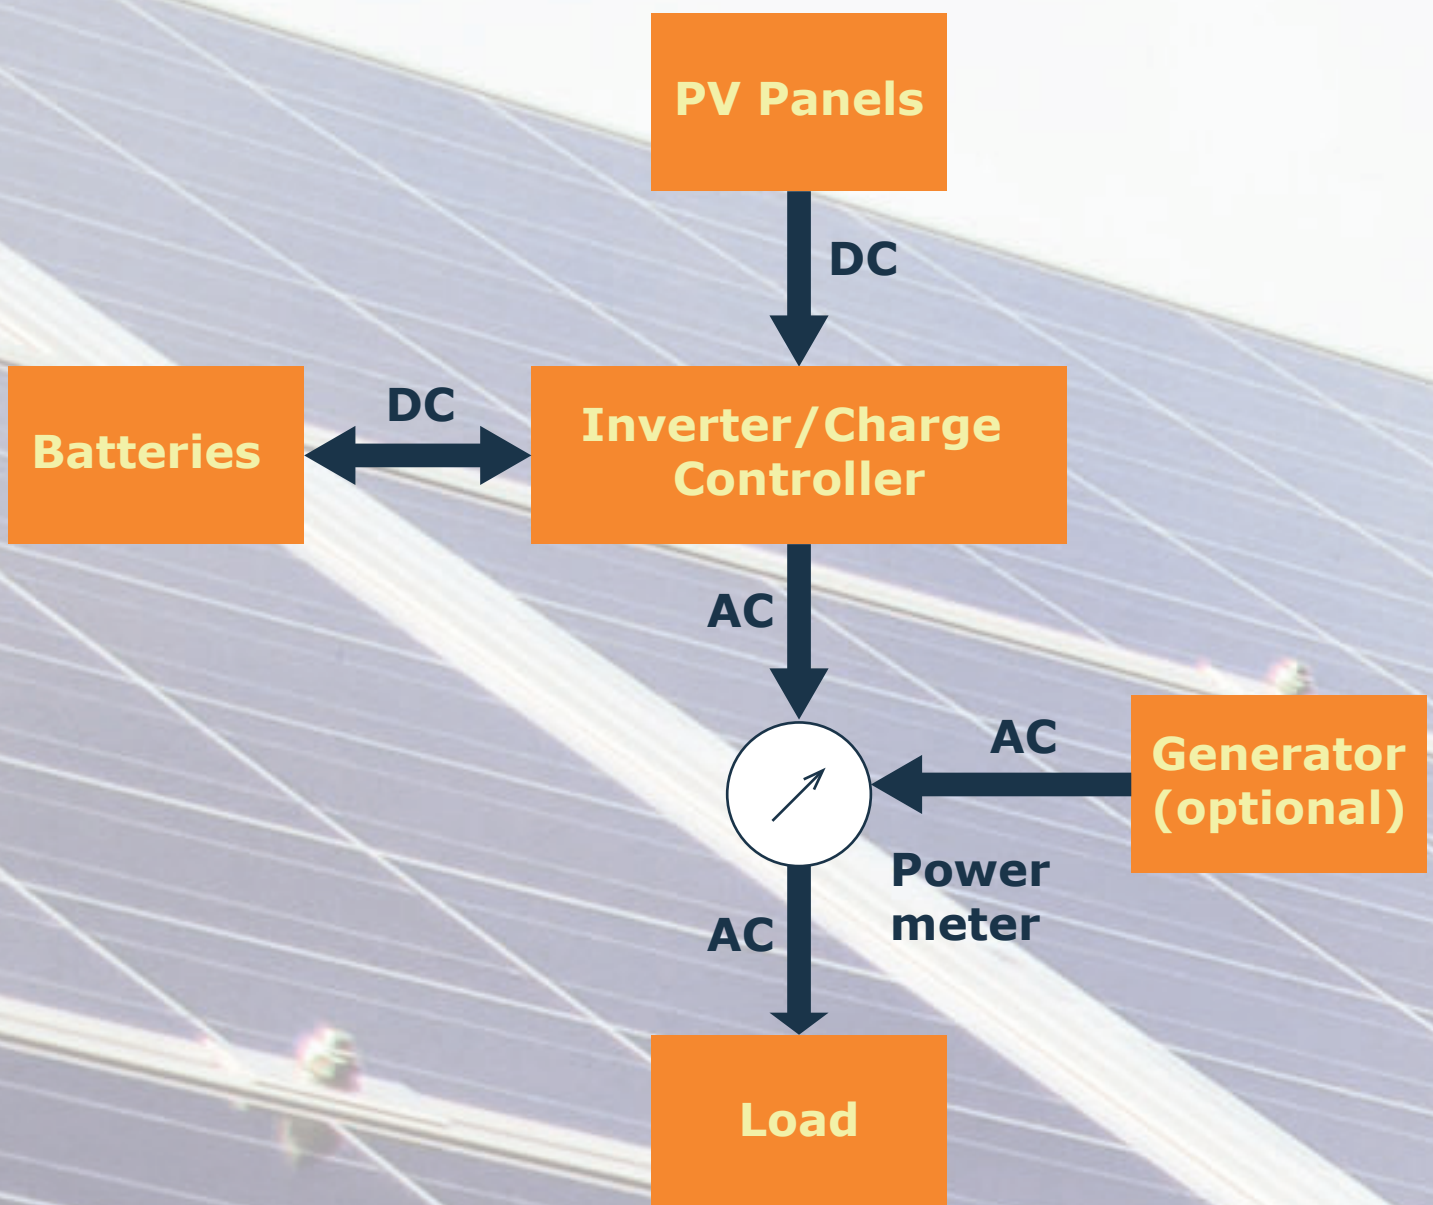 PV Panels
DC
DC
Batteries
Inverter/Charge
Controller
AC
AC
Generator
(optional)
Power
meter
AC
Load